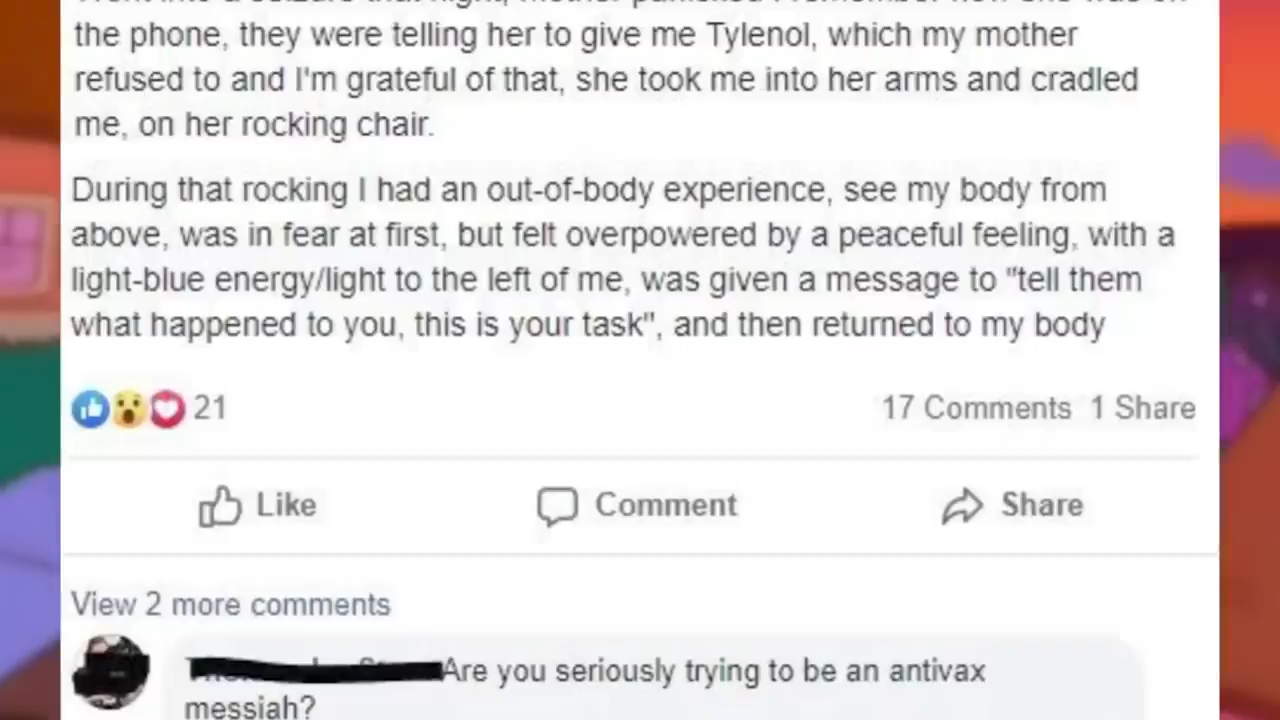 the phone, they were telling her to give me Tylenol, which my mother
refused to and I'm grateful of that, she took me into her arms and cradled
me, on her rocking chair.
During that rocking I had an out-of-body experience, see my body from
above, was in fear at first, but felt overpowered by a peaceful feeling, with a
light-blue energy/light to the left of me, was given a message to "tell them
what happened to you, this is your task", and then returned to my body
21
17 Comments 1 Share
Like
Comment
Share
View 2 more comments
Are you seriously trying to be an antivax
messiah?